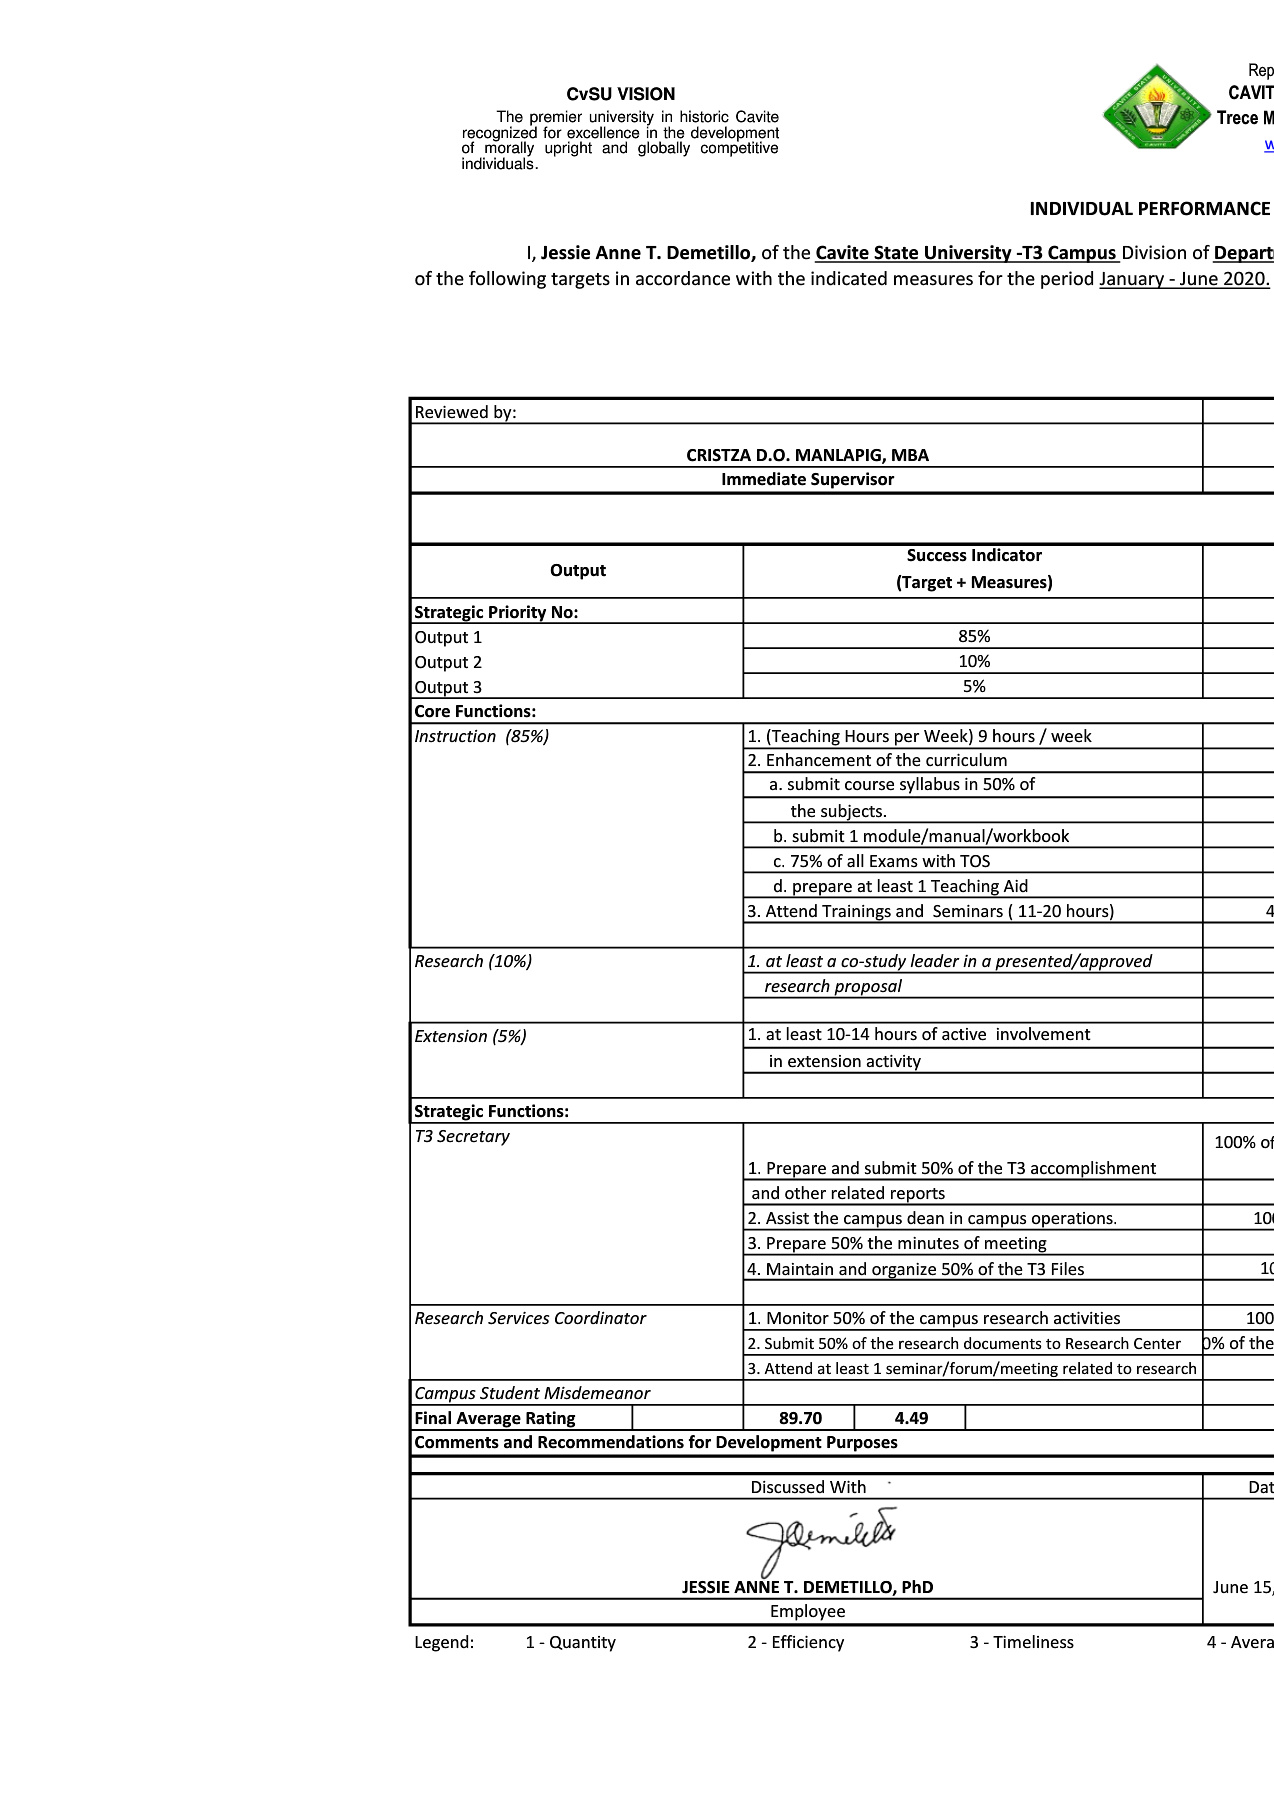 CvSU VISION
The premier university in historic Cavite
recognized for excellence in the development
of morally upright and globally competitive
individuals.
Rep
CAVIT
Trece M
w
INDIVIDUAL PERFORMANCE
I, Jessie Anne T. Demetillo, of the Cavite State University -T3 Campus Division of Depart
of the following targets in accordance with the indicated measures for the period January - June 2020.
Reviewed by:
CRISTZA D.O. MANLAPIG, MBA
Immediate Supervisor
Output
Success Indicator
(Target + Measures)
Strategic Priority No:
Output 1 85%
Output 2 10%
Output 3 5%
Core Functions:
Instruction (85%) 1. (Teaching Hours per Week) 9 hours / week
2. Enhancement of the curriculum
a. submit course syllabus in 50% of
the subjects.
b. submit 1 module/manual/workbook
c. 75% of all Exams with TOS
d. prepare at least 1 Teaching Aid
3. Attend Trainings and Seminars ( 11-20 hours) 4
Research (10%) 1. at least a co-study leader in a presented/approved
research proposal
Extension (5%) 1. at least 10-14 hours of active involvement
in extension activity
Strategic Functions:
T3 Secretary 100% of
1. Prepare and submit 50% of the T3 accomplishment
and other related reports
2. Assist the campus dean in campus operations. 100
3. Prepare 50% the minutes of meeting
4. Maintain and organize 50% of the T3 Files 10
Research Services Coordinator 1. Monitor 50% of the campus research activities 100
2. Submit 50% of the research documents to Research Center 0% of the
3. Attend at least 1 seminar/forum/meeting related to research
Campus Student Misdemeanor
Final Average Rating 89.70 4.49
Comments and Recommendations for Development Purposes
Discussed With Dat
JESSIE ANNE T. DEMETILLO, PhD June 15,
Employee
Legend: 1 - Quantity 2 - Efficiency 3 - Timeliness 4 - Avera